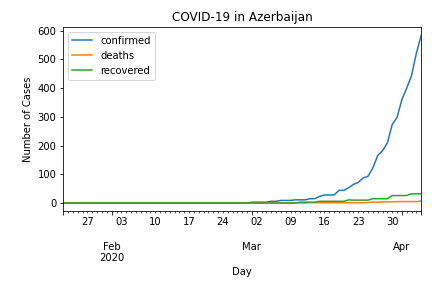 COVID-19 in Azerbaijan
confirmed
deaths
recovered
600
500
400
300
200
100
0
Number of Cases
27 03 10 17 24 02 09 16 23 30
Feb Mar Apr
2020
Day